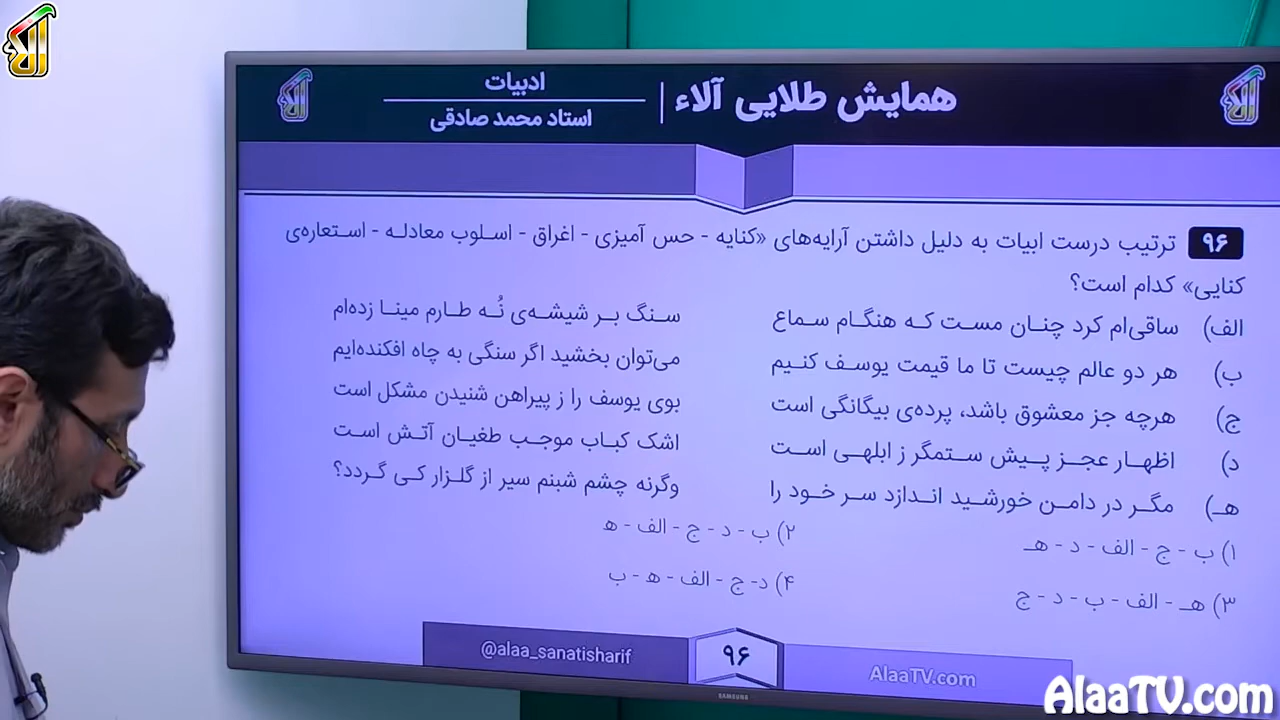 همایش طلایی آلاء
ادبیات
استاد محمد صادقی
۹۶ ترتیب درست ابیات به دلیل داشتن آرایه‌های «کنایه - حس آمیزی - اغراق - اسلوب معادله - استعاره‌ی
کنایی» کدام است؟
الف) ساقی‌ام کرد چنان مست که هنگام سماع سنگ بر شیشه‌ی نُه طارم مینا زده‌ام
ب) هر دو عالم چیست تا ما قیمت یوسف کنیم می‌توان بخشید اگر سنگی به چاه افکنده‌ایم
ج) هرچه جز معشوق باشد، پرده‌ی بیگانگی است بوی یوسف را ز پیراهن شنیدن مشکل است
د) اظهار عجز پیش ستمگر ز ابلهی است اشک کباب موجب طغیان آتش است
هـ) مگر در دامن خورشید اندازد سر خود را وگرنه چشم شبنم سیر از گلزار کی گردد؟
۱) ب - ج - الف - د - هـ ۲) ب - د - ج - الف - ه
۳) هـ - الف - ب - د - ج ۴) د- ج - الف - ه - ب
@alaa_sanatisharif ۹۶ AlaaTV.com
SAMSUNG
AlaaTV.com